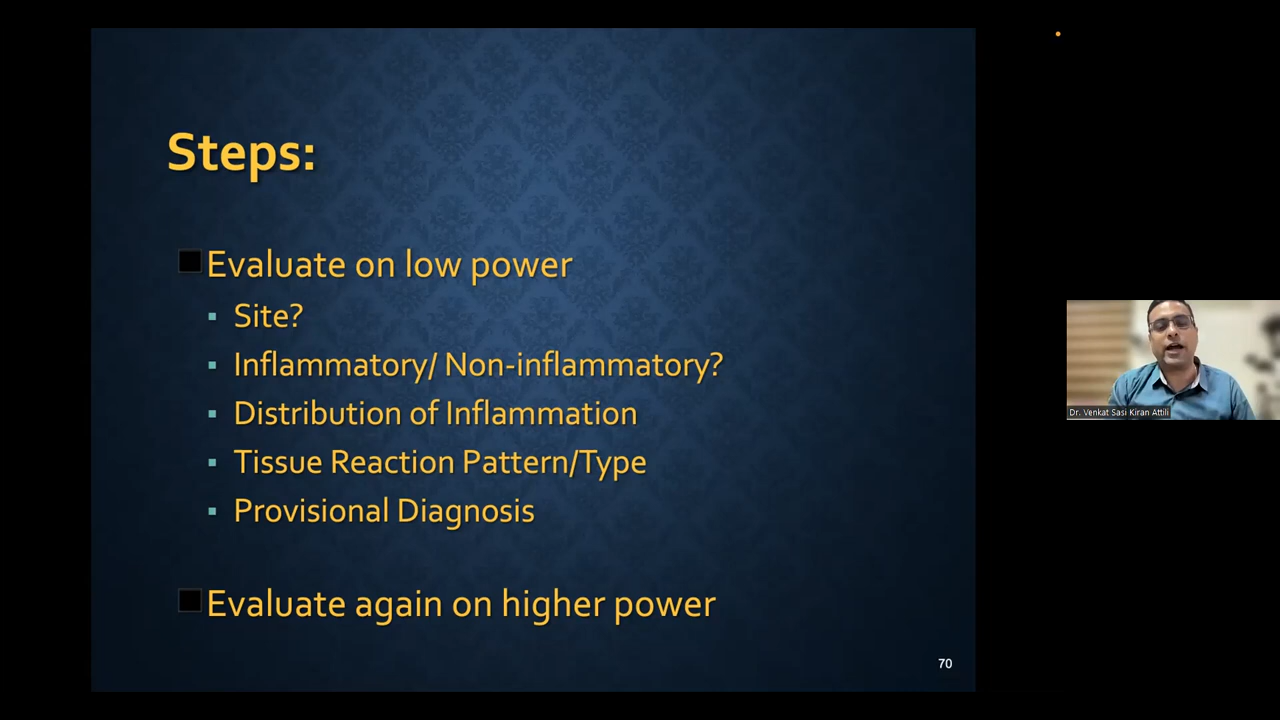 Steps:
Evaluate on low power
Site?
Inflammatory/ Non-inflammatory?
Distribution of Inflammation
Tissue Reaction Pattern/Type
Provisional Diagnosis
Evaluate again on higher power
70
Dr. Venkat Sasi Kiran Attili